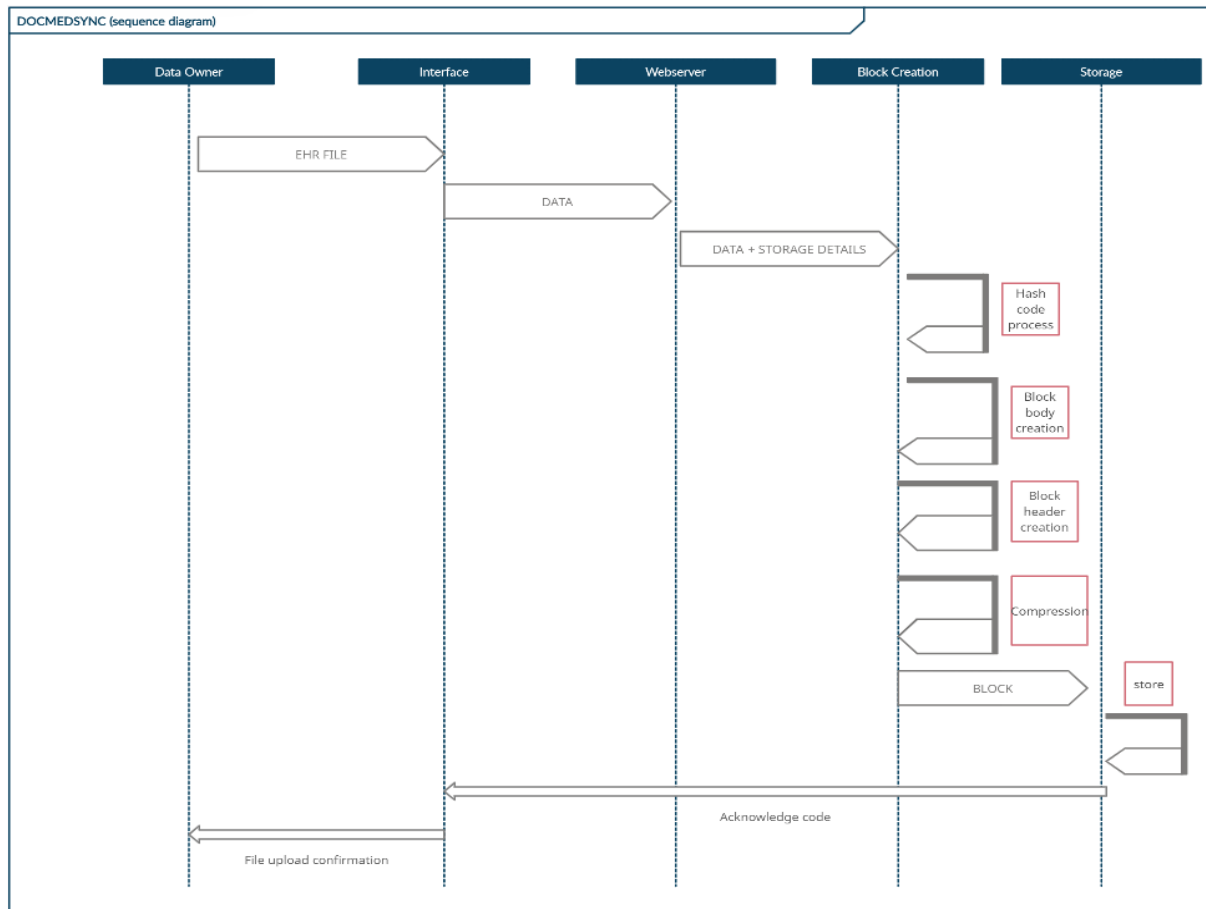 DOCMEDSYNC (sequence diagram)
Data Owner
Interface
Webserver
Block Creation
Storage
EHR FILE
DATA
DATA + STORAGE DETAILS
Hash
code
process
Block
body
creation
Block
header
creation
Compression
BLOCK
store
Acknowledge code
File upload confirmation